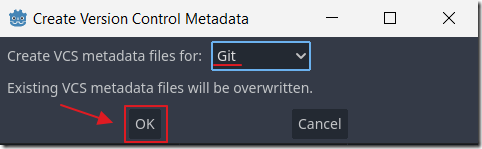 Create Version Control Metadata
Create VCS metadata files for: Git
Existing VCS metadata files will be overwritten.
OK Cancel